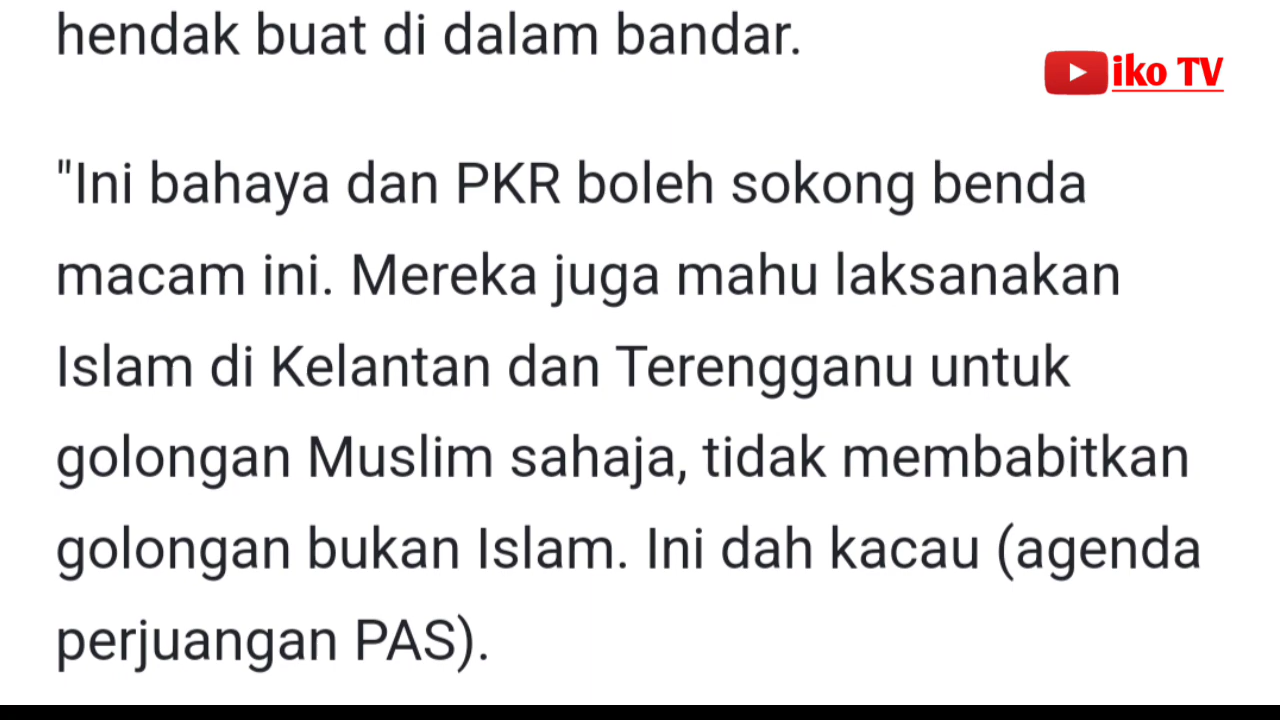 hendak buat di dalam bandar.
iko TV
"Ini bahaya dan PKR boleh sokong benda
macam ini. Mereka juga mahu laksanakan
Islam di Kelantan dan Terengganu untuk
golongan Muslim sahaja, tidak membabitkan
golongan bukan Islam. Ini dah kacau (agenda
perjuangan PAS).